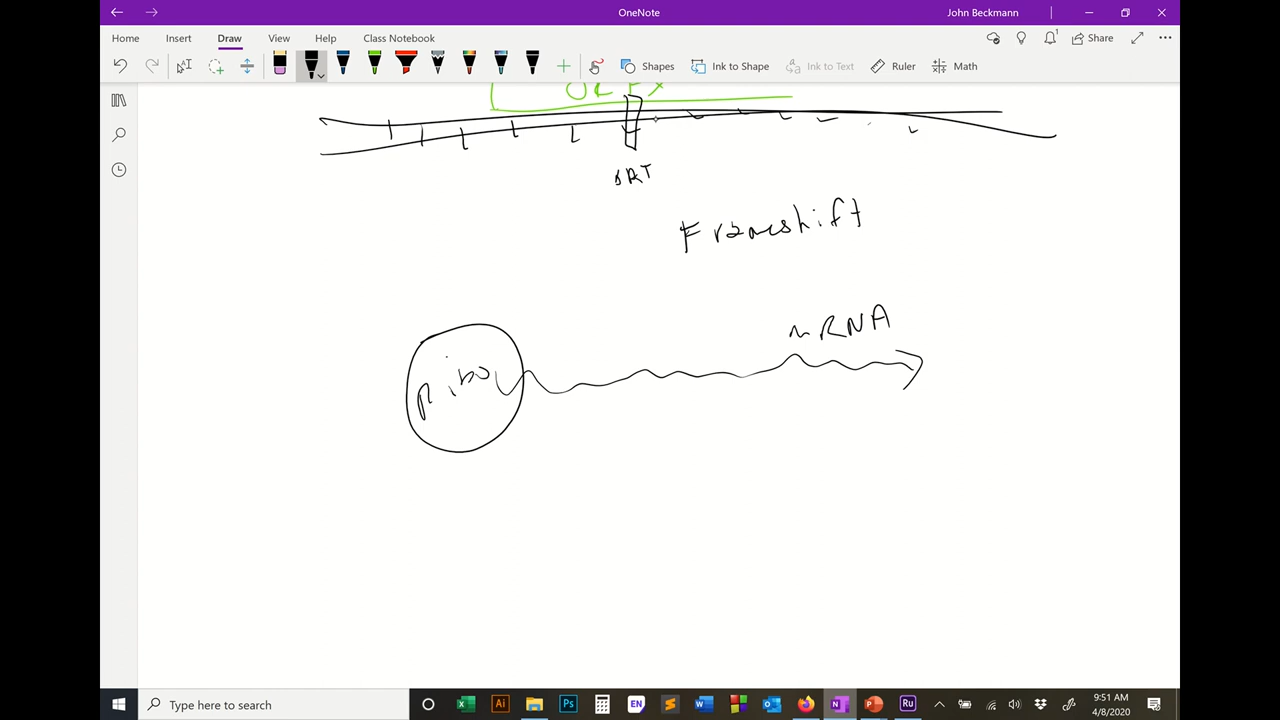 OneNote
John Beckmann
Home Insert Draw View Help Class Notebook
Share
Shapes Ink to Shape Ink to Text Ruler Math
Frameshift
mRNA
Ribo
Type here to search
9:51 AM
4/8/2020